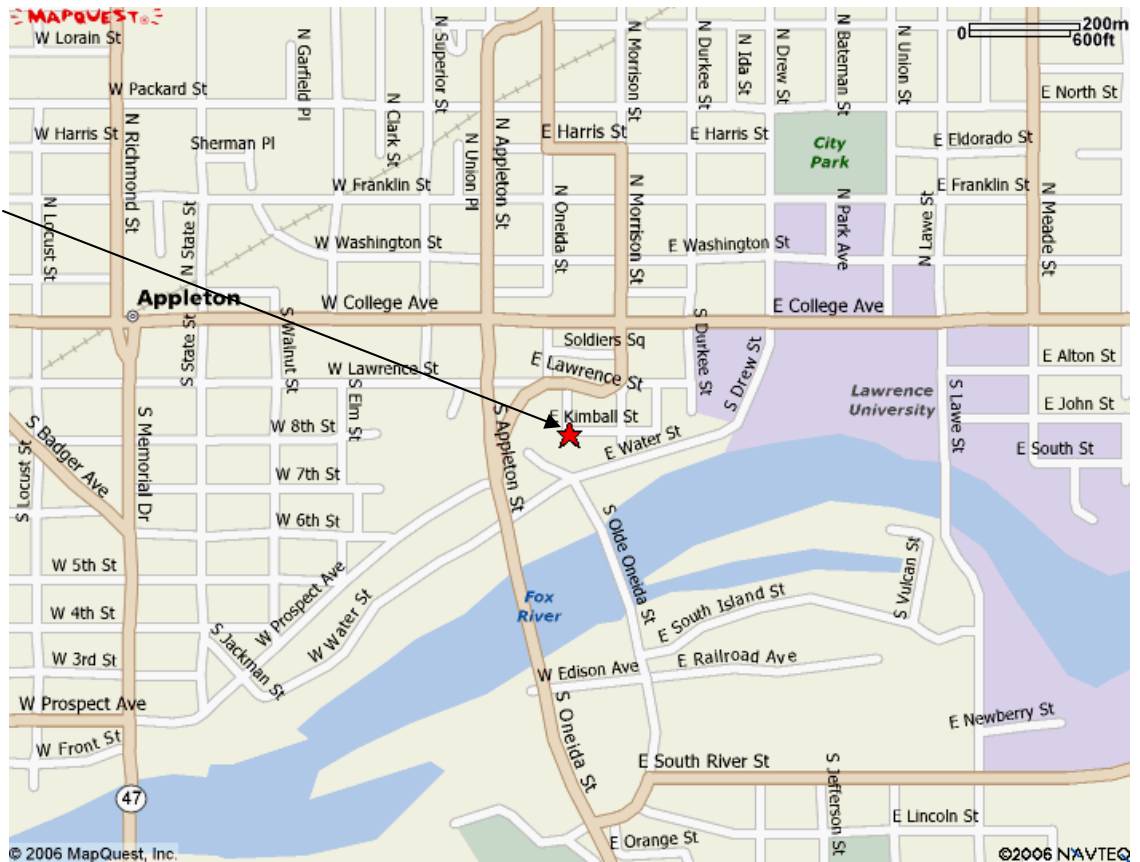 MAPQUEST
W Lorain St
N Garfield Pl
N Superior St
N Morrison St
N Durkee St
N Ida St
N Drew St
N Bateman St
N Union St
0 200m
600ft
W Packard St
E North St
W Harris St
N Richmond St
Sherman Pl
N Clark St
N Union Pl
N Appleton St
E Harris St
E Harris St
City
Park
E Eldorado St
W Franklin St
E Franklin St
N Locust St
N State St
N Oneida St
N Morrison St
N Park Ave
N Lawe St
N Meade St
W Washington St
E Washington St
Appleton
W College Ave
E College Ave
S State St
S Walnut St
Soldiers Sq
S Durkee St
S Drew St
E Alton St
W Lawrence St
E Lawrence St
Lawrence
University
S Elm St
S Lawe St
E John St
S Badger Ave
S Memorial Dr
W 8th St
S Appleton St
E Kimball St
E Water St
E South St
S Locust St
W 7th St
W 6th St
S Olde Oneida St
W 5th St
W Prospect Ave
Fox
River
S Vulcan St
W 4th St
W Water St
E South Island St
S Jackman St
W 3rd St
W Edison Ave
E Railroad Ave
W Prospect Ave
S Oneida St
E Newberry St
W Front St
E South River St
47
S Jefferson St
E Lincoln St
E Orange St
© 2006 MapQuest, Inc.
©2006 NAVTEQ